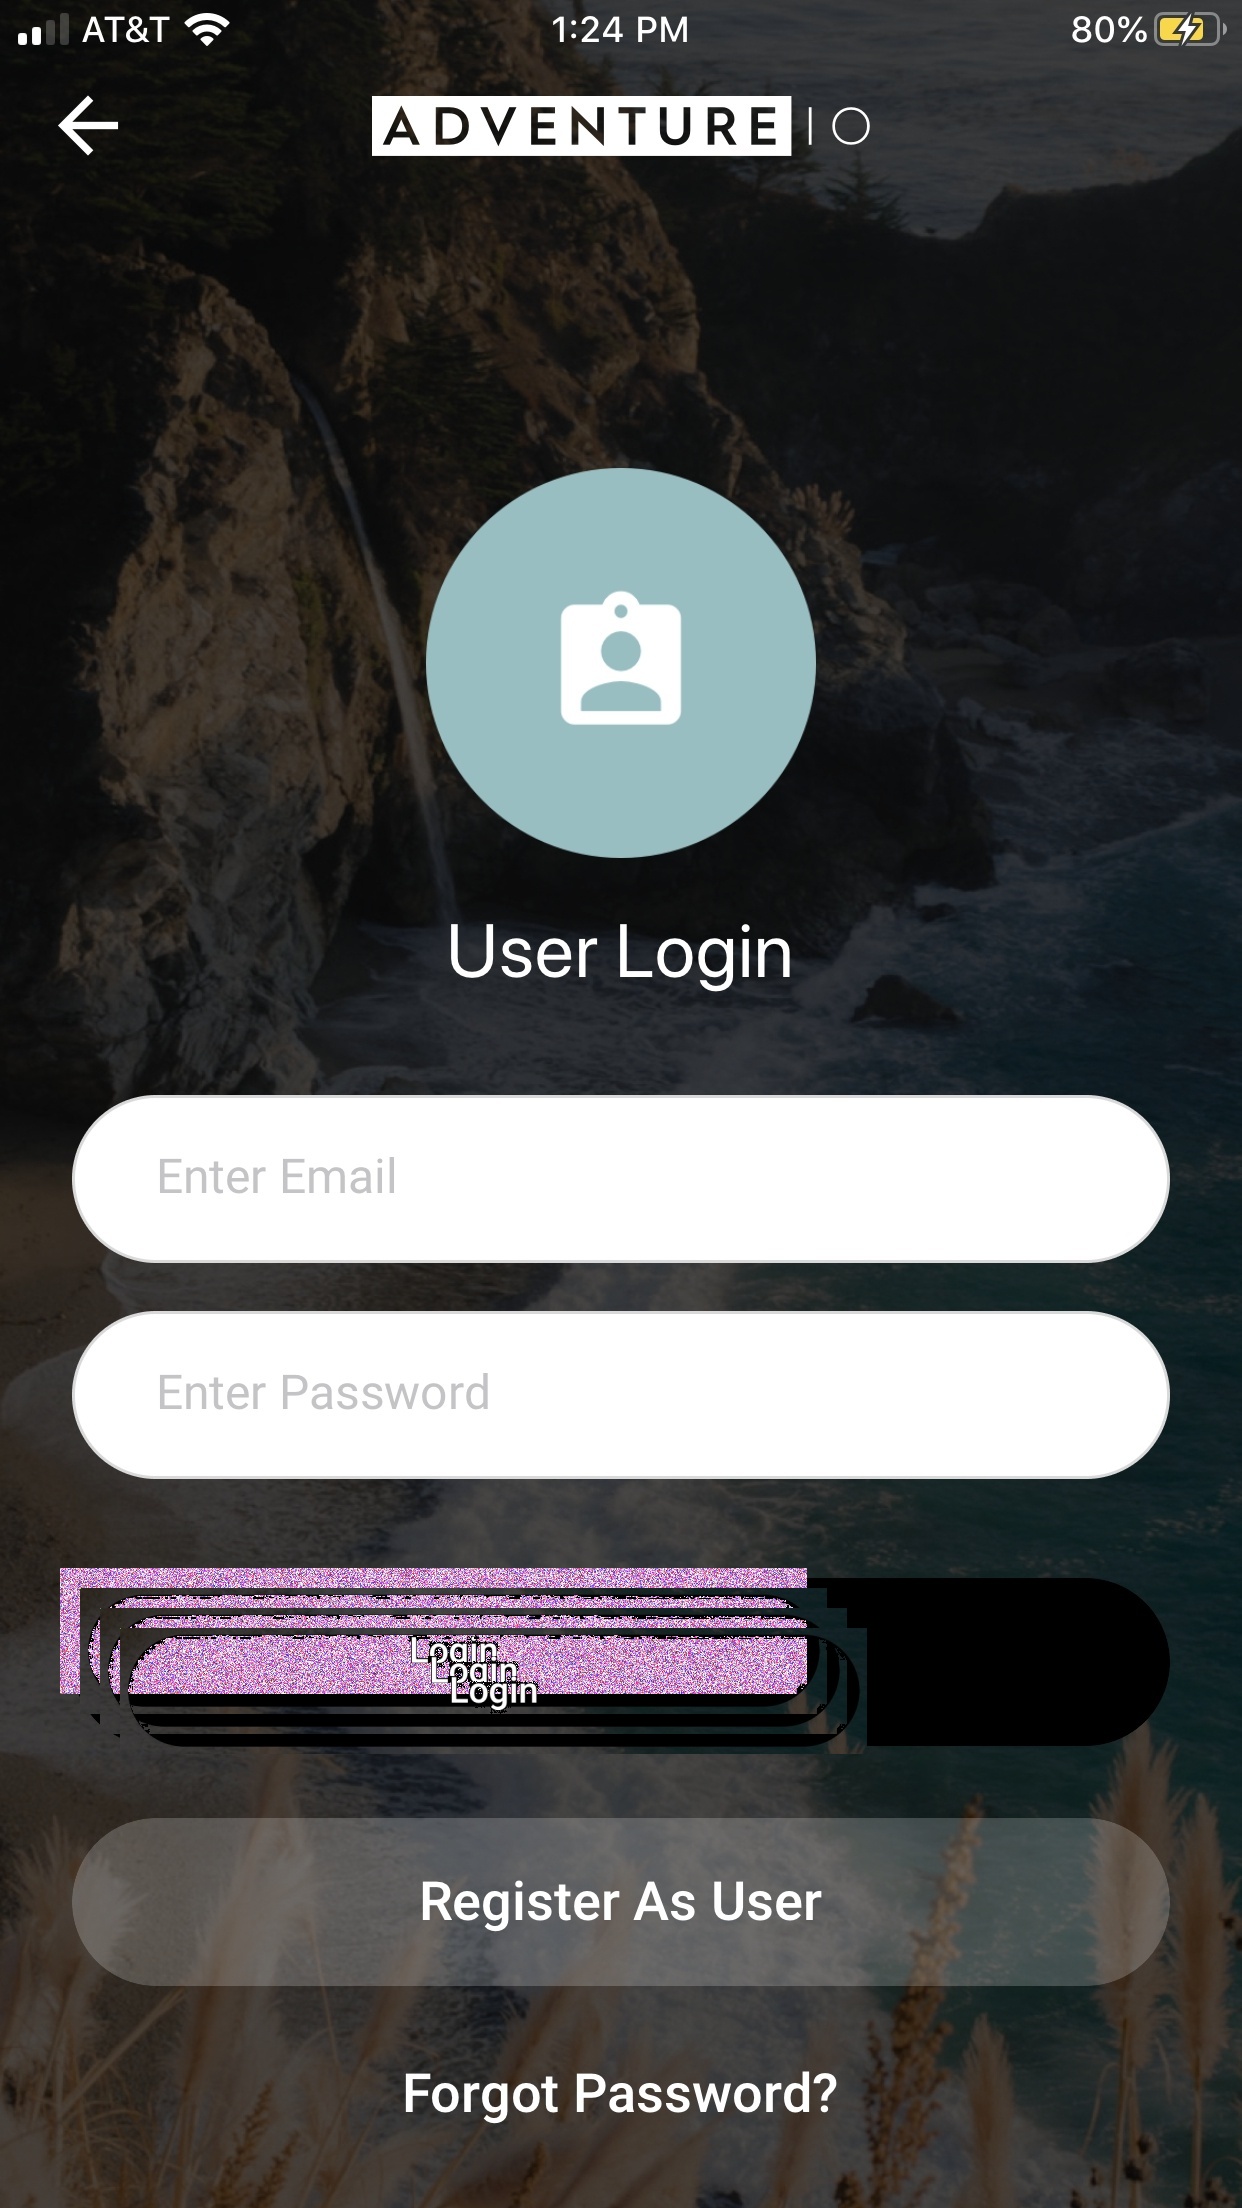 AT&T 1:24 PM 80%
ADVENTURE | O
User Login
Enter Email
Enter Password
Login
Login
Login
Register As User
Forgot Password?